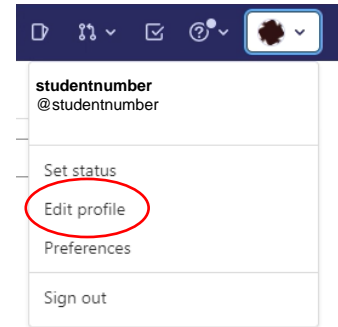 studentnumber
@studentnumber
Set status
Edit profile
Preferences
Sign out